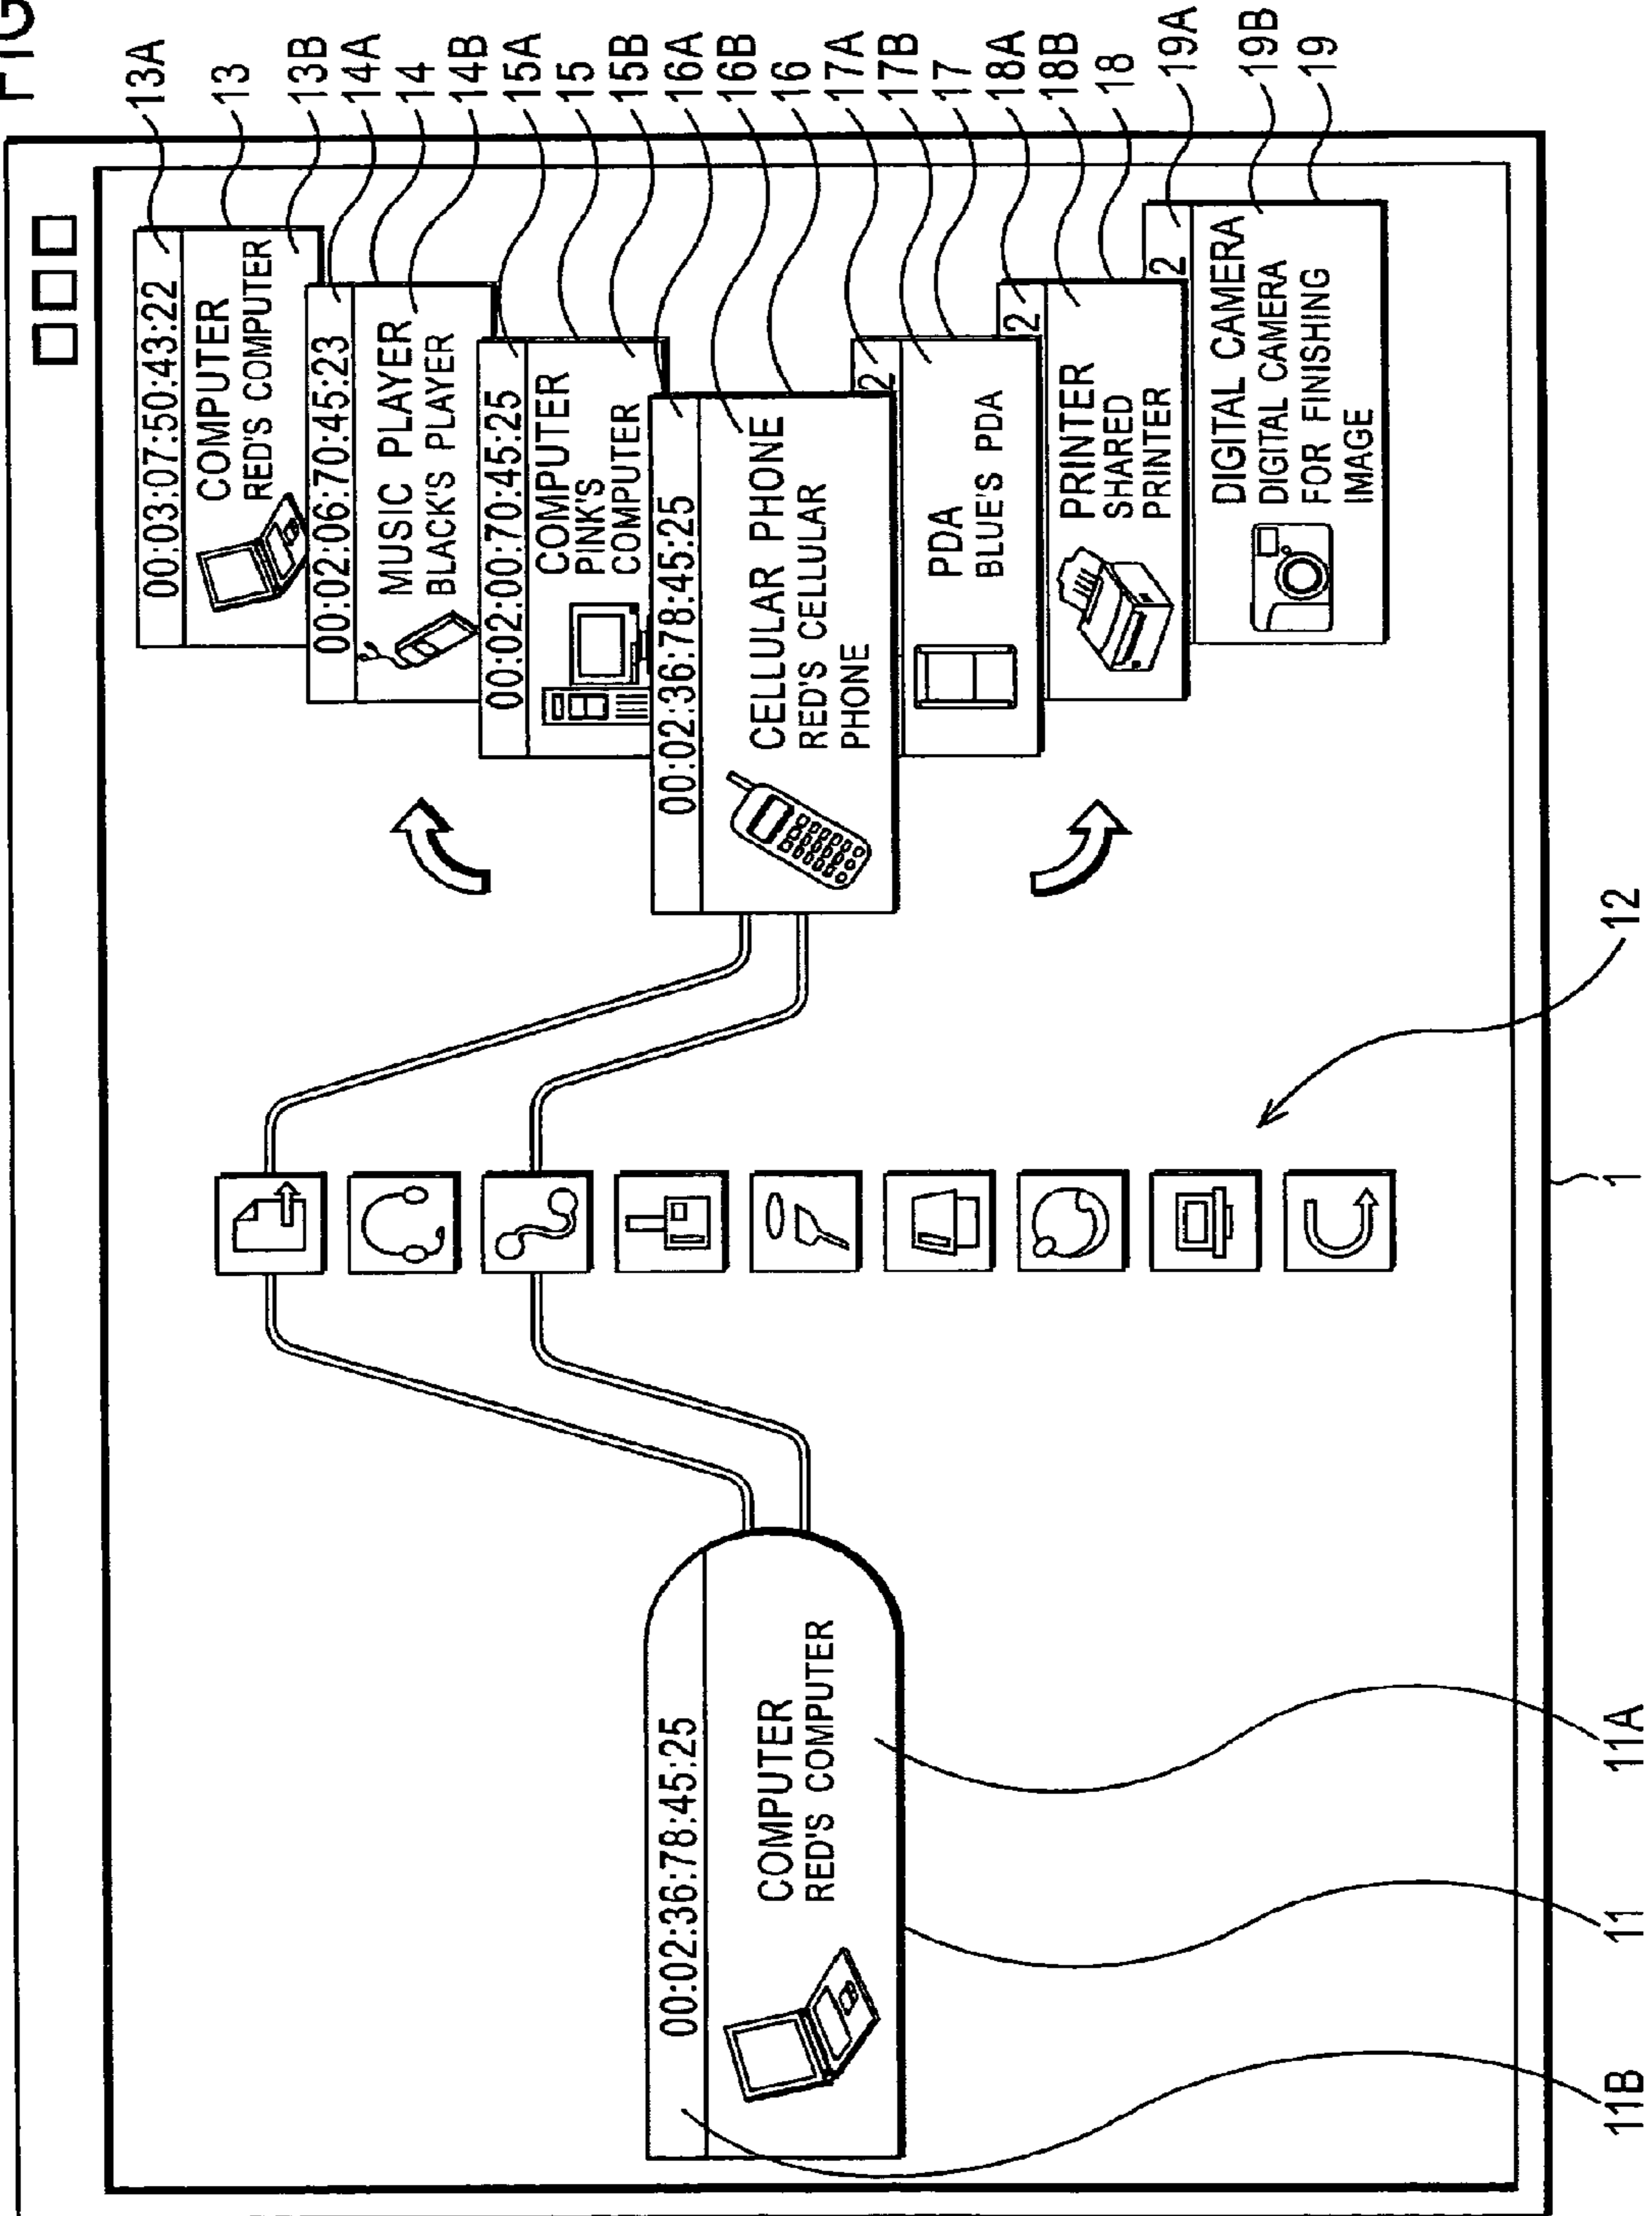 FIG
13A
13
13B
14A
14
14B
15A
15
15B
16A
16B
16
17A
17B
17
18A
18B
18
19A
19B
19
00:03:07:50:43:22
COMPUTER
RED'S COMPUTER
00:02:06:70:45:23
MUSIC PLAYER
BLACK'S PLAYER
00:02:00:70:45:25
COMPUTER
PINK'S
COMPUTER
00:02:36:78:45:25
CELLULAR PHONE
RED'S CELLULAR
PHONE
2
PDA
BLUE'S PDA
2
PRINTER
SHARED
PRINTER
2
DIGITAL CAMERA
DIGITAL CAMERA
FOR FINISHING
IMAGE
00:02:36:78:45:25
COMPUTER
RED'S COMPUTER
11B
11
11A
1
12